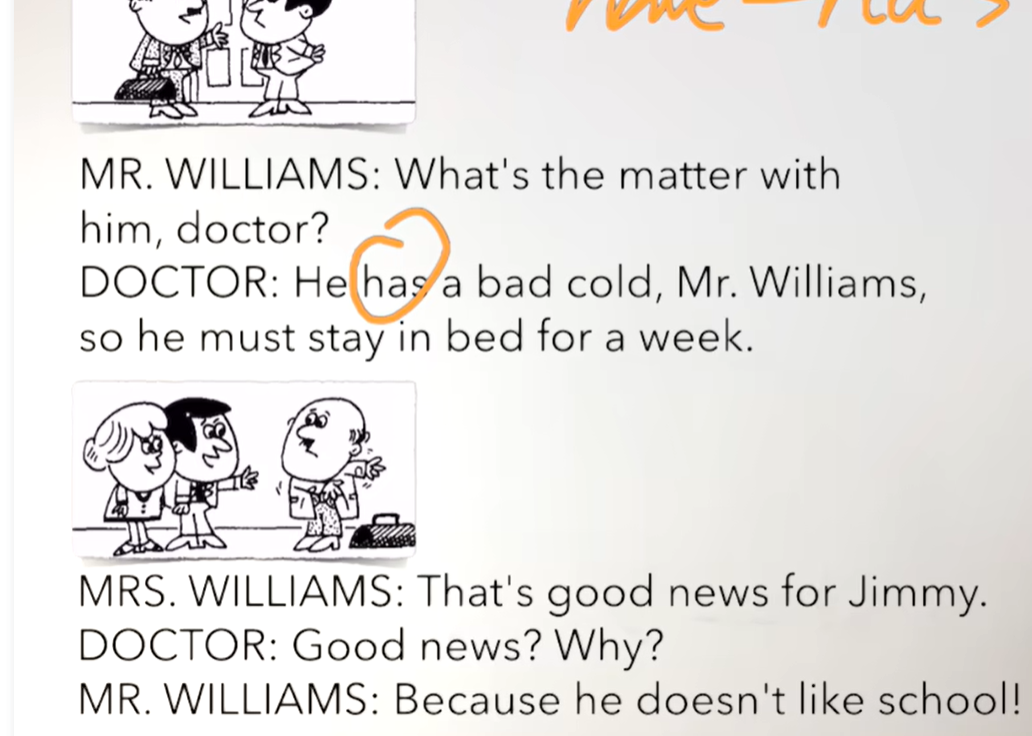 MR. WILLIAMS: What's the matter with
him, doctor?
DOCTOR: He has a bad cold, Mr. Williams,
so he must stay in bed for a week.
MRS. WILLIAMS: That's good news for Jimmy.
DOCTOR: Good news? Why?
MR. WILLIAMS: Because he doesn't like school!